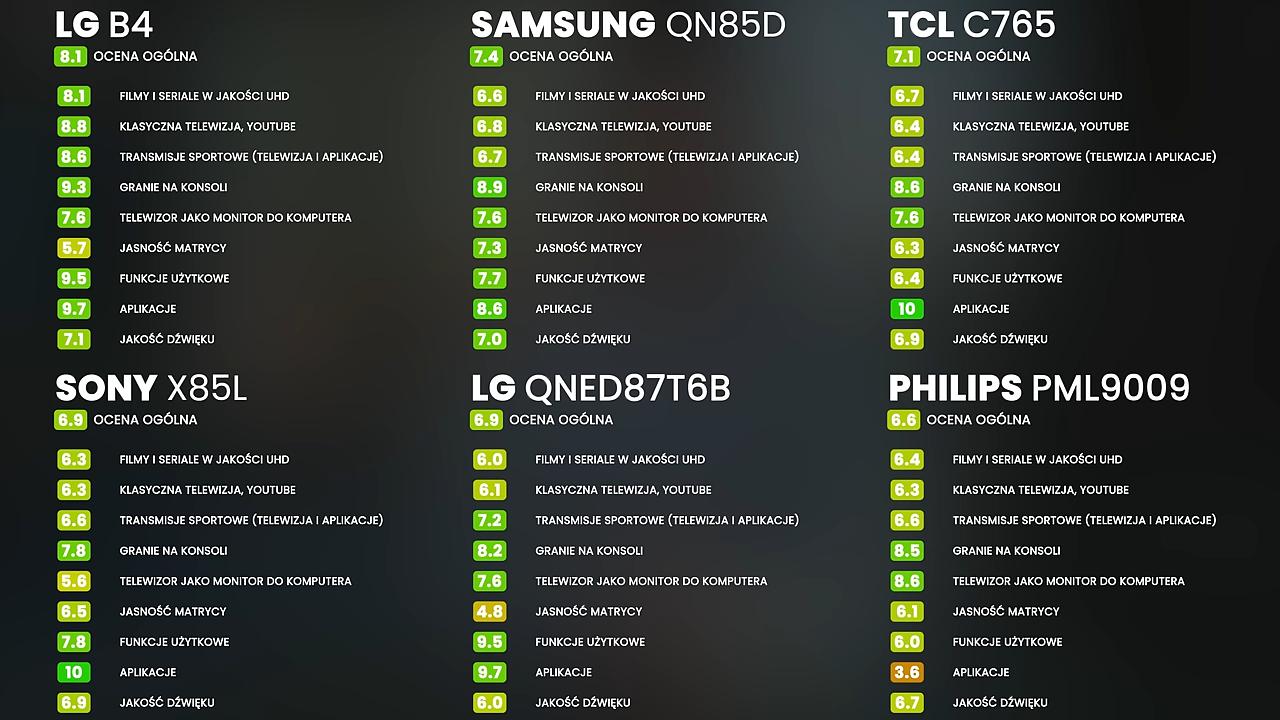 LG B4
8.1 OCENA OGÓLNA
8.1 FILMY I SERIALE W JAKOŚCI UHD
8.8 KLASYCZNA TELEWIZJA, YOUTUBE
8.6 TRANSMISJE SPORTOWE (TELEWIZJA I APLIKACJE)
9.3 GRANIE NA KONSOLI
7.6 TELEWIZOR JAKO MONITOR DO KOMPUTERA
5.7 JASNOŚĆ MATRYCY
9.5 FUNKCJE UŻYTKOWE
9.7 APLIKACJE
7.1 JAKOŚĆ DŹWIĘKU
SAMSUNG QN85D
7.4 OCENA OGÓLNA
6.6 FILMY I SERIALE W JAKOŚCI UHD
6.8 KLASYCZNA TELEWIZJA, YOUTUBE
6.7 TRANSMISJE SPORTOWE (TELEWIZJA I APLIKACJE)
8.9 GRANIE NA KONSOLI
7.6 TELEWIZOR JAKO MONITOR DO KOMPUTERA
7.3 JASNOŚĆ MATRYCY
7.7 FUNKCJE UŻYTKOWE
8.6 APLIKACJE
7.0 JAKOŚĆ DŹWIĘKU
TCL C765
7.1 OCENA OGÓLNA
6.7 FILMY I SERIALE W JAKOŚCI UHD
6.4 KLASYCZNA TELEWIZJA, YOUTUBE
6.4 TRANSMISJE SPORTOWE (TELEWIZJA I APLIKACJE)
8.6 GRANIE NA KONSOLI
7.6 TELEWIZOR JAKO MONITOR DO KOMPUTERA
6.3 JASNOŚĆ MATRYCY
6.4 FUNKCJE UŻYTKOWE
10 APLIKACJE
6.9 JAKOŚĆ DŹWIĘKU
SONY X85L
6.9 OCENA OGÓLNA
6.3 FILMY I SERIALE W JAKOŚCI UHD
6.3 KLASYCZNA TELEWIZJA, YOUTUBE
6.6 TRANSMISJE SPORTOWE (TELEWIZJA I APLIKACJE)
7.8 GRANIE NA KONSOLI
5.6 TELEWIZOR JAKO MONITOR DO KOMPUTERA
6.5 JASNOŚĆ MATRYCY
7.8 FUNKCJE UŻYTKOWE
10 APLIKACJE
6.9 JAKOŚĆ DŹWIĘKU
LG QNED87T6B
6.9 OCENA OGÓLNA
6.0 FILMY I SERIALE W JAKOŚCI UHD
6.1 KLASYCZNA TELEWIZJA, YOUTUBE
7.2 TRANSMISJE SPORTOWE (TELEWIZJA I APLIKACJE)
8.2 GRANIE NA KONSOLI
7.6 TELEWIZOR JAKO MONITOR DO KOMPUTERA
4.8 JASNOŚĆ MATRYCY
9.5 FUNKCJE UŻYTKOWE
9.7 APLIKACJE
6.0 JAKOŚĆ DŹWIĘKU
PHILIPS PML9009
6.6 OCENA OGÓLNA
6.4 FILMY I SERIALE W JAKOŚCI UHD
6.3 KLASYCZNA TELEWIZJA, YOUTUBE
6.6 TRANSMISJE SPORTOWE (TELEWIZJA I APLIKACJE)
8.5 GRANIE NA KONSOLI
8.6 TELEWIZOR JAKO MONITOR DO KOMPUTERA
6.1 JASNOŚĆ MATRYCY
6.0 FUNKCJE UŻYTKOWE
3.6 APLIKACJE
6.7 JAKOŚĆ DŹWIĘKU